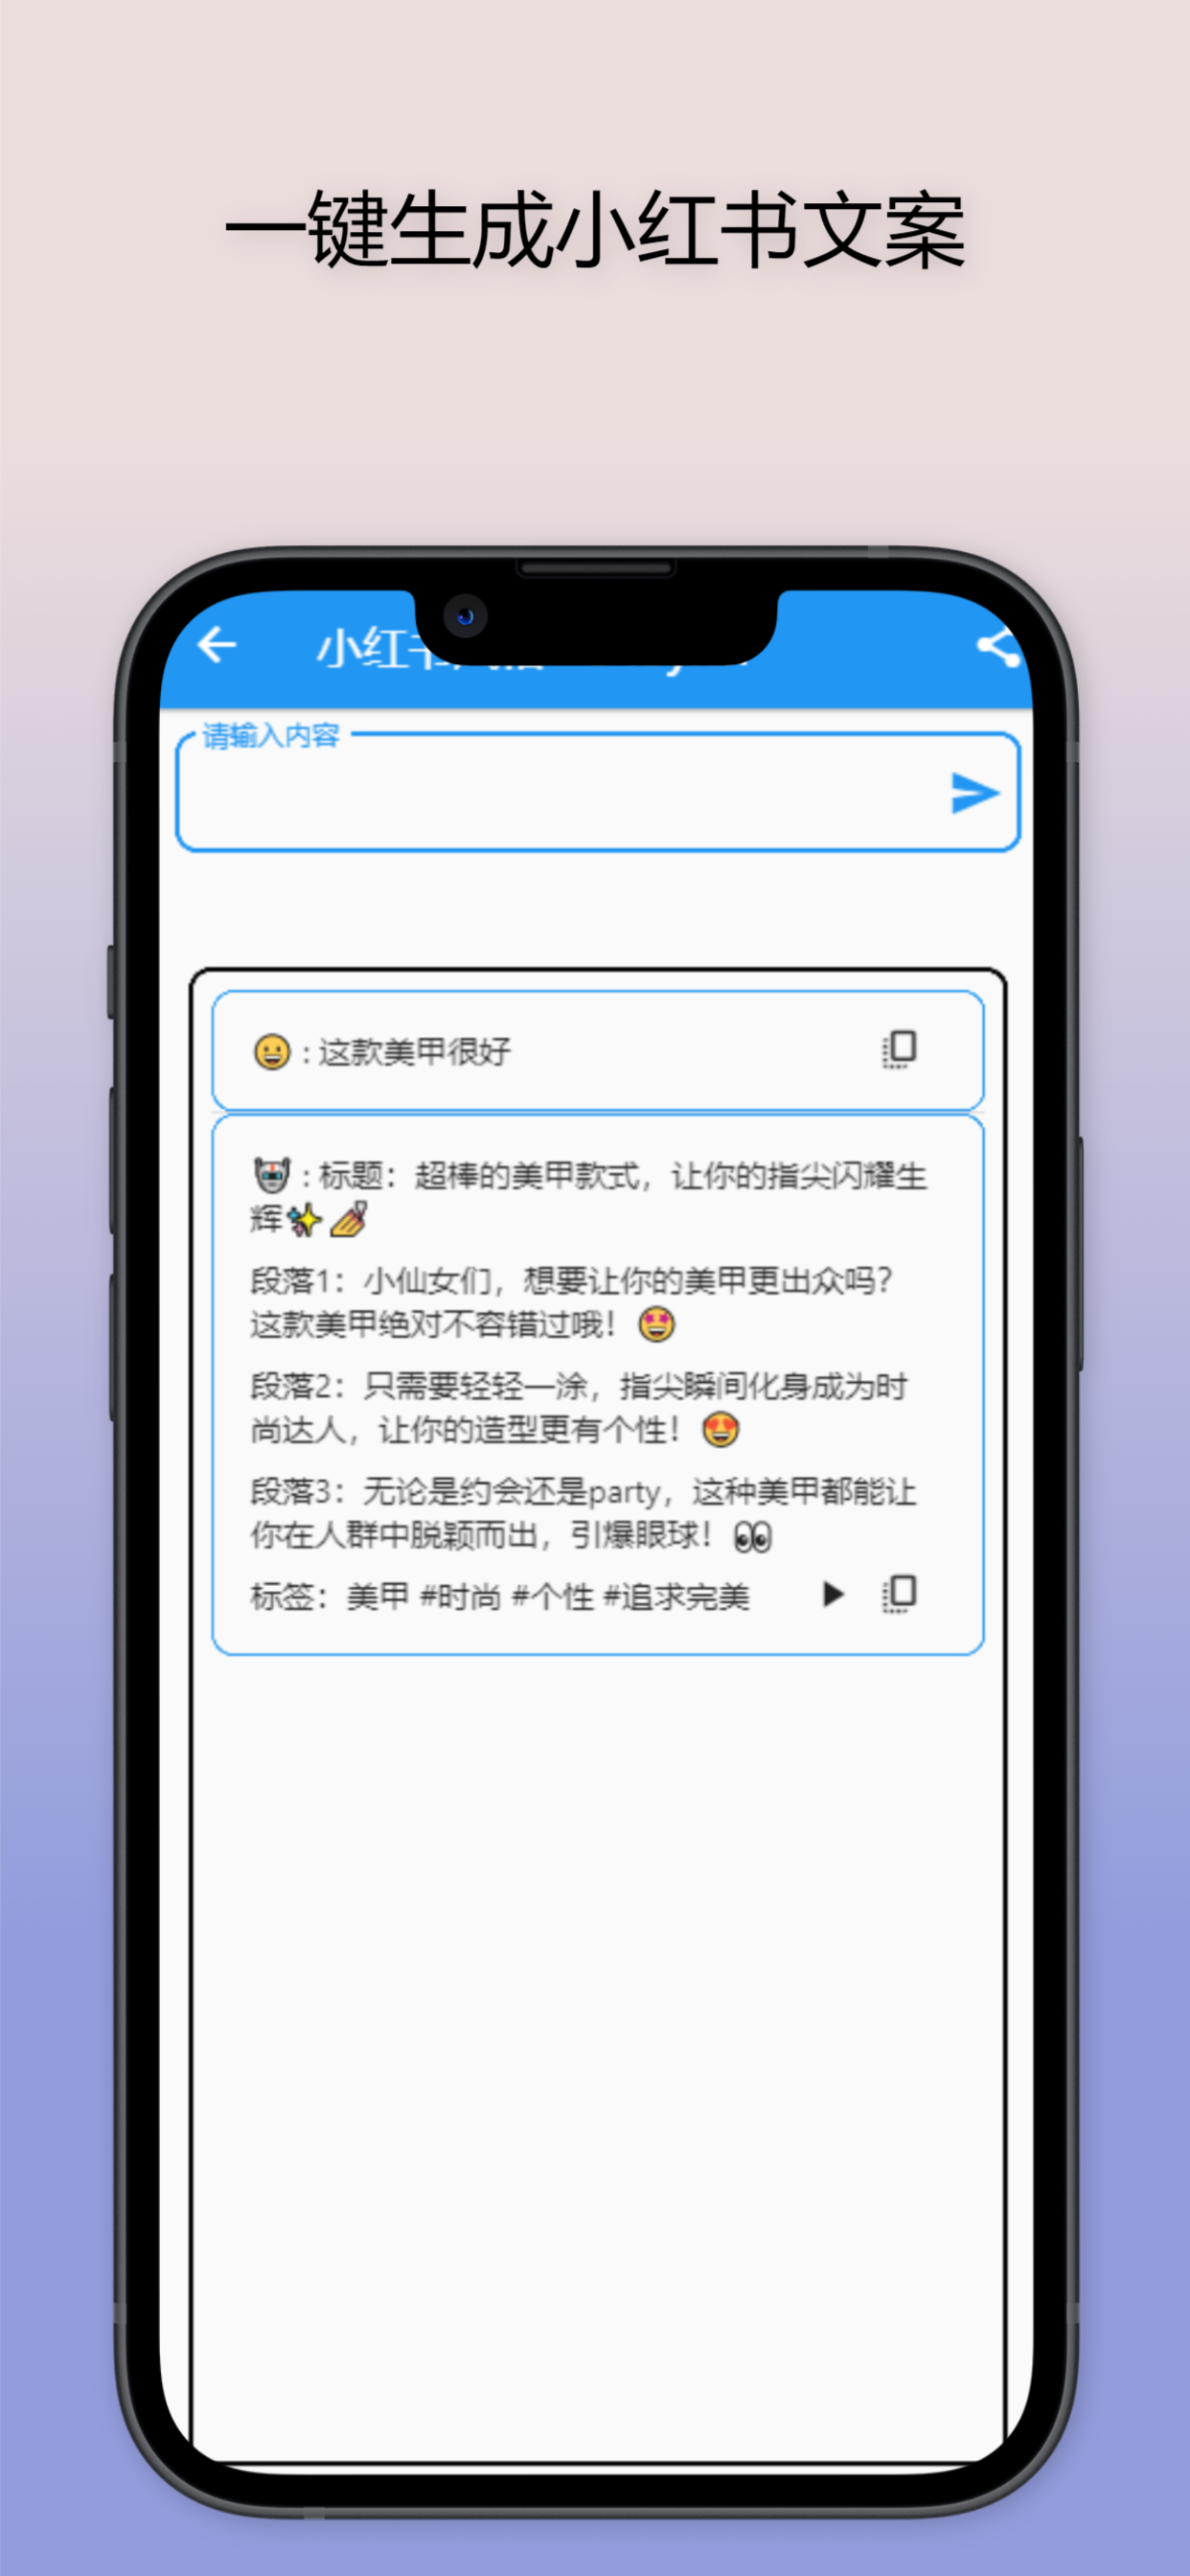 一键生成小红书文案
小红书
请输入内容
😀 : 这款美甲很好
🤖 : 标题：超棒的美甲款式，让你的指尖闪耀生
辉✨💅
段落1：小仙女们，想要让你的美甲更出众吗？
这款美甲绝对不容错过哦！🤩
段落2：只需要轻轻一涂，指尖瞬间化身成为时
尚达人，让你的造型更有个性！😍
段落3：无论是约会还是party，这种美甲都能让
你在人群中脱颖而出，引爆眼球！👀
标签：美甲 #时尚 #个性 #追求完美